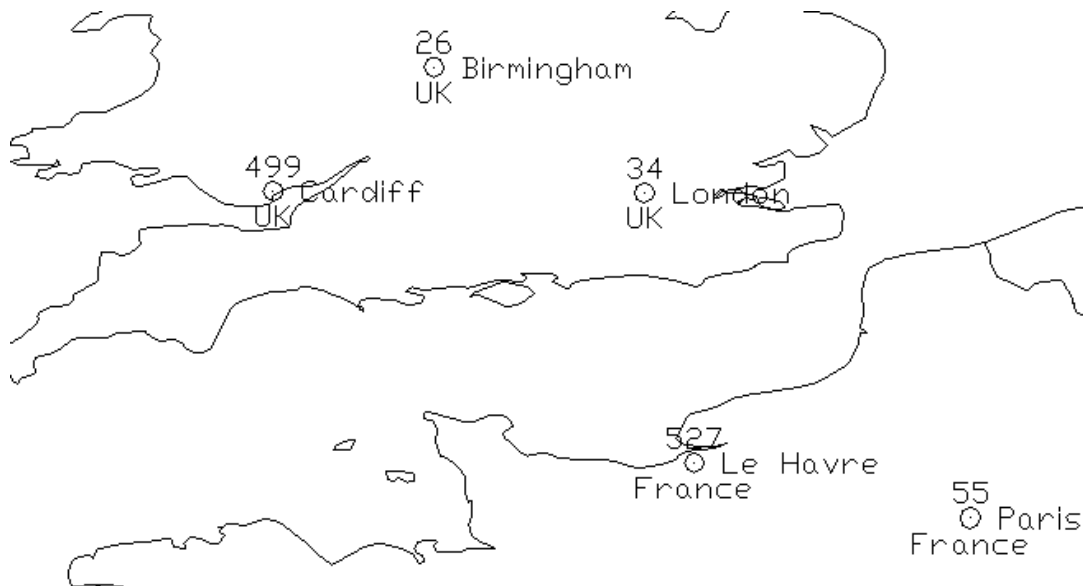 26
Birmingham
UK
499
Cardiff
UK
34
London
UK
527
Le Havre
France
55
Paris
France